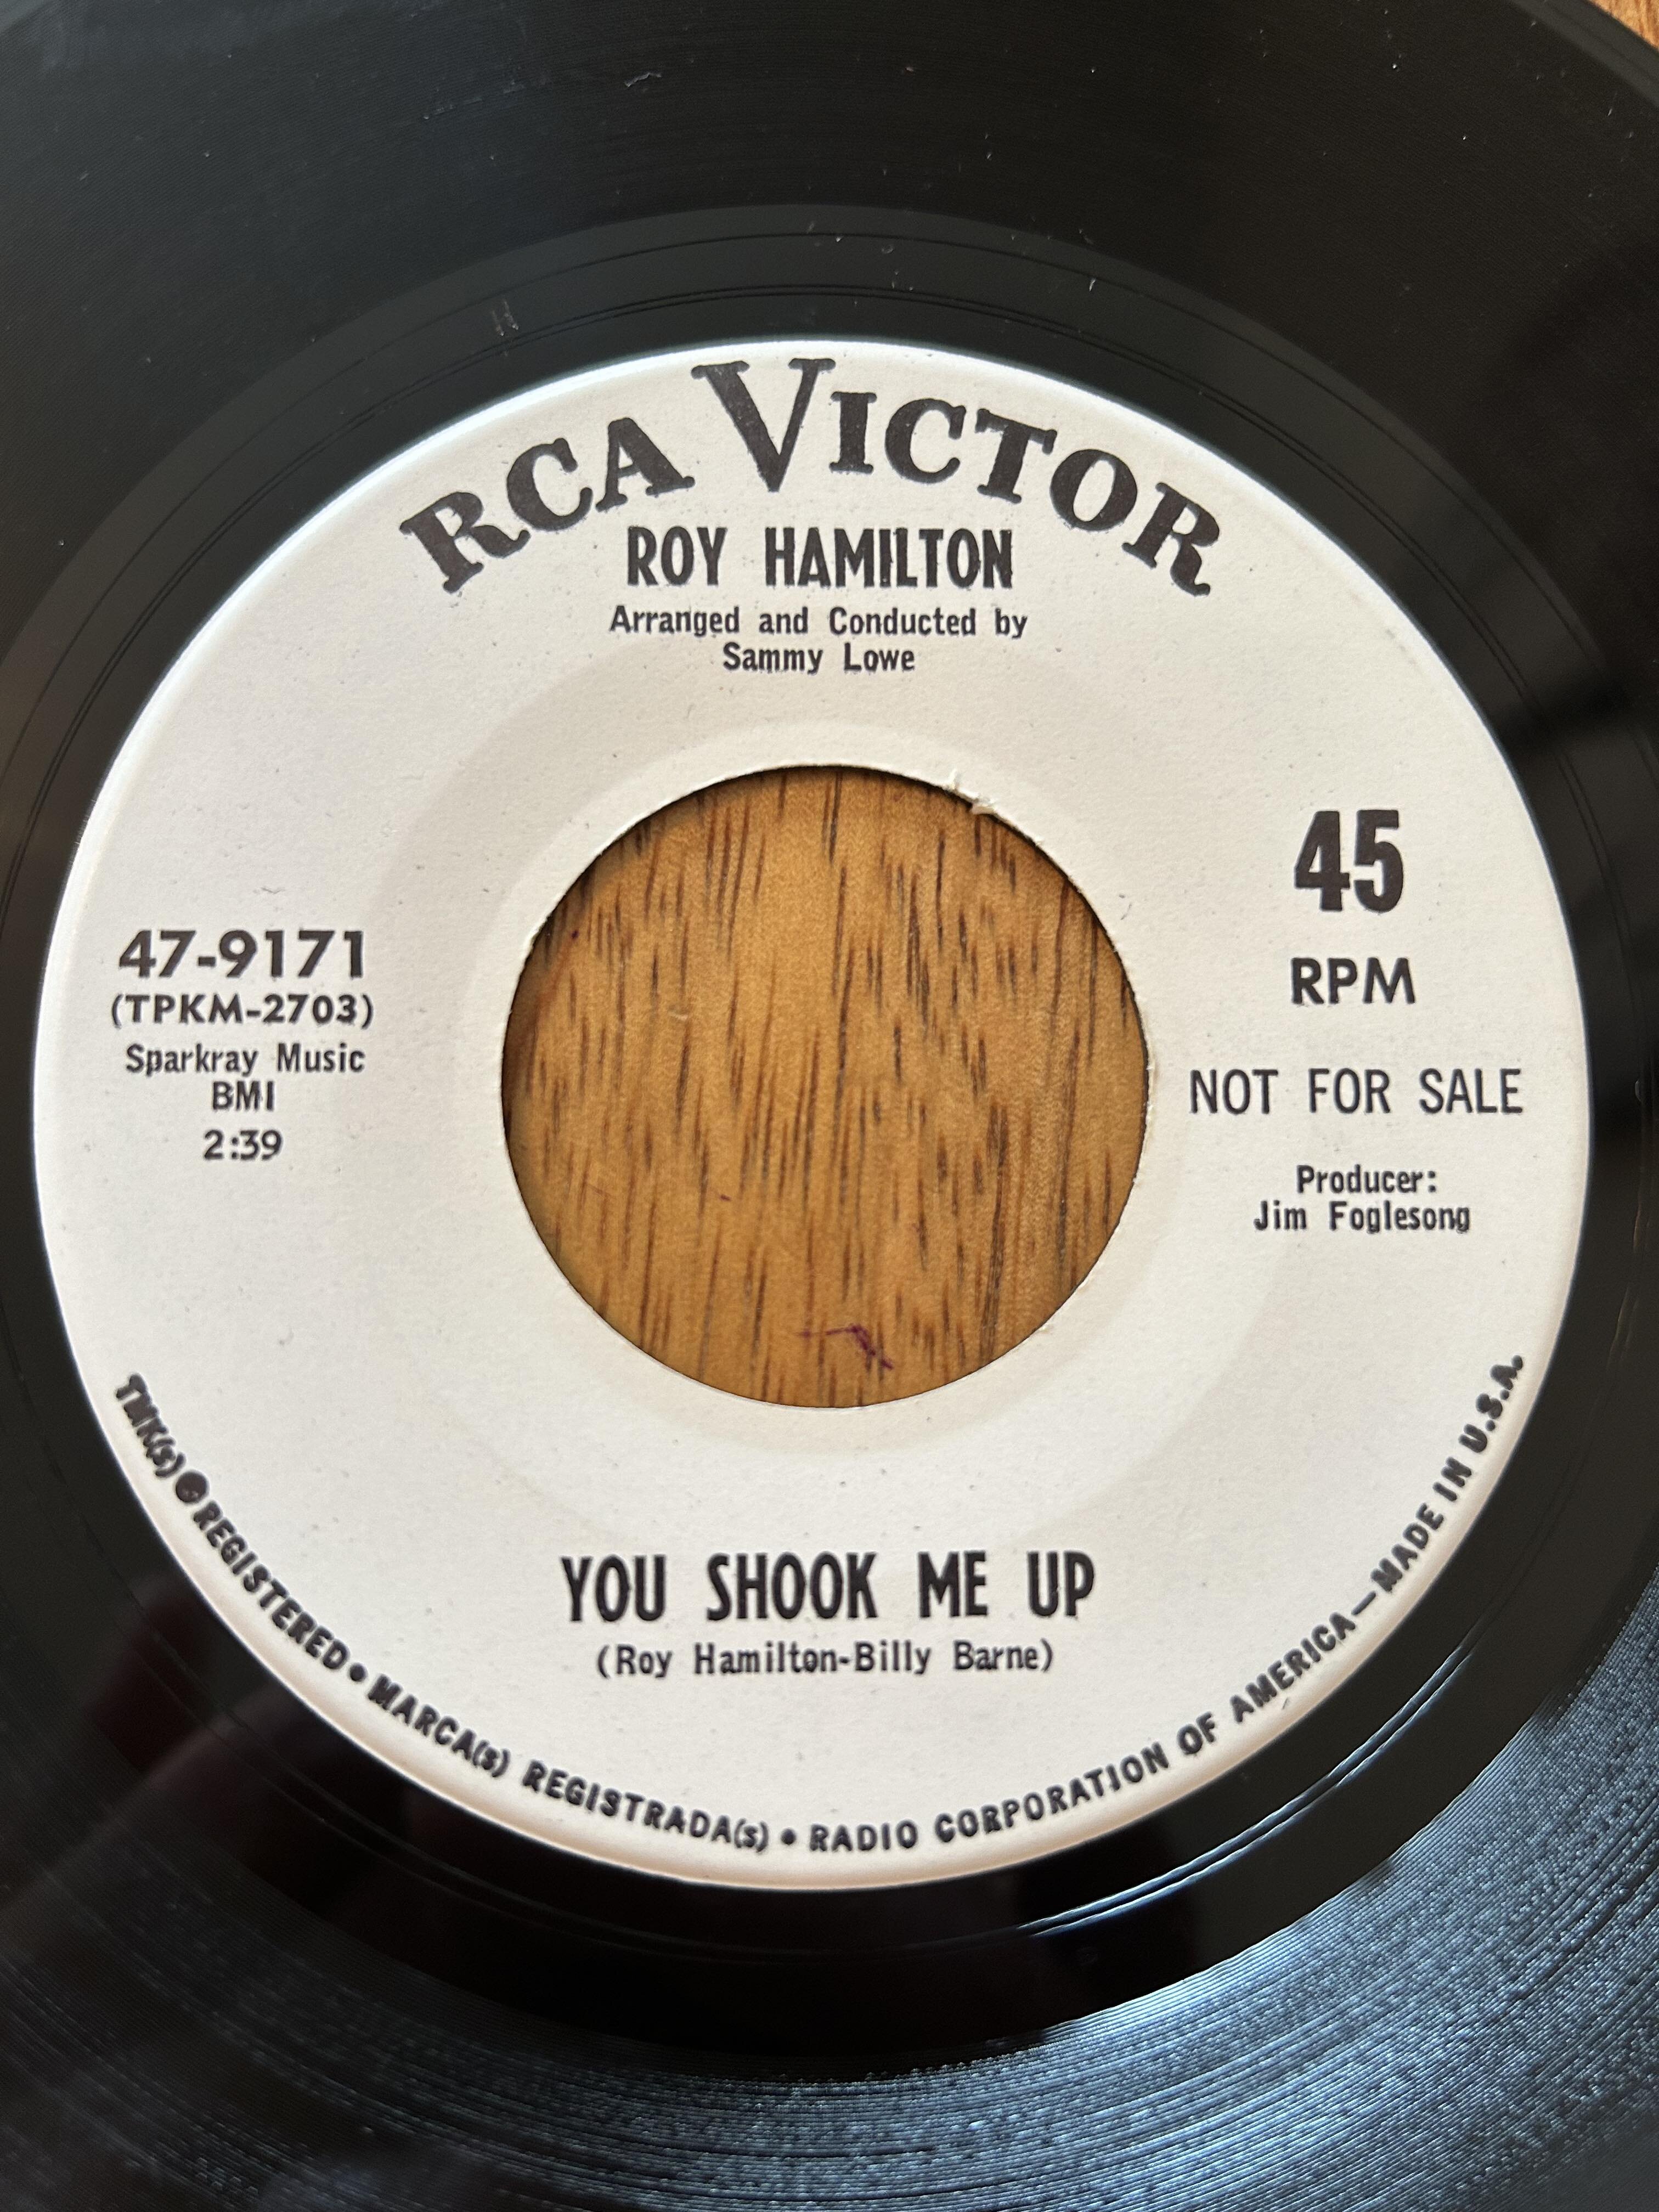 RCA VICTOR
ROY HAMILTON
Arranged and Conducted by
Sammy Lowe
47-9171
(TPKM-2703)
Sparkray Music
BMI
2:39
45
RPM
NOT FOR SALE
Producer:
Jim Foglesong
YOU SHOOK ME UP
(Roy Hamilton-Billy Barne)
TMK(s) ® REGISTERED • MARCA(s) REGISTRADA(s) • RADIO CORPORATION OF AMERICA—MADE IN U.S.A.